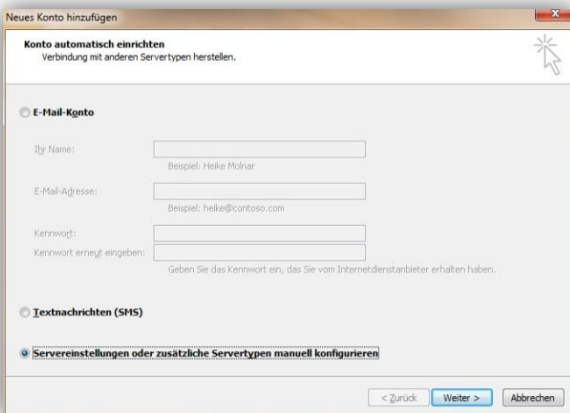 Neues Konto hinzufügen
Konto automatisch einrichten
Verbindung mit anderen Servertypen herstellen.
E-Mail-Konto
Ihr Name:
Beispiel: Heike Molnar
E-Mail-Adresse:
Beispiel: heike@contoso.com
Kennwort:
Kennwort erneut eingeben:
Geben Sie das Kennwort ein, das Sie vom Internetdienstanbieter erhalten haben.
Textnachrichten (SMS)
Servereinstellungen oder zusätzliche Servertypen manuell konfigurieren
< Zurück Weiter > Abbrechen